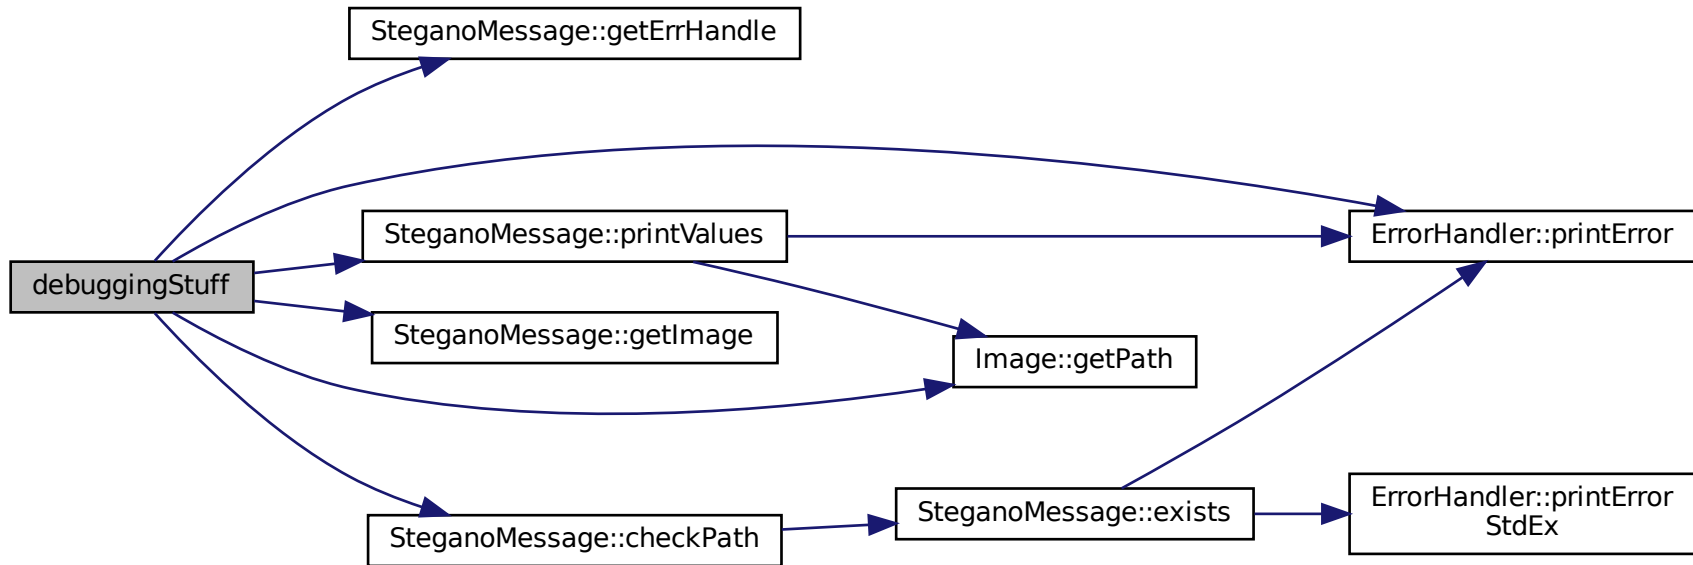 SteganoMessage::getErrHandle
SteganoMessage::printValues
ErrorHandler::printError
debuggingStuff
SteganoMessage::getImage
Image::getPath
SteganoMessage::checkPath
SteganoMessage::exists
ErrorHandler::printError
StdEx